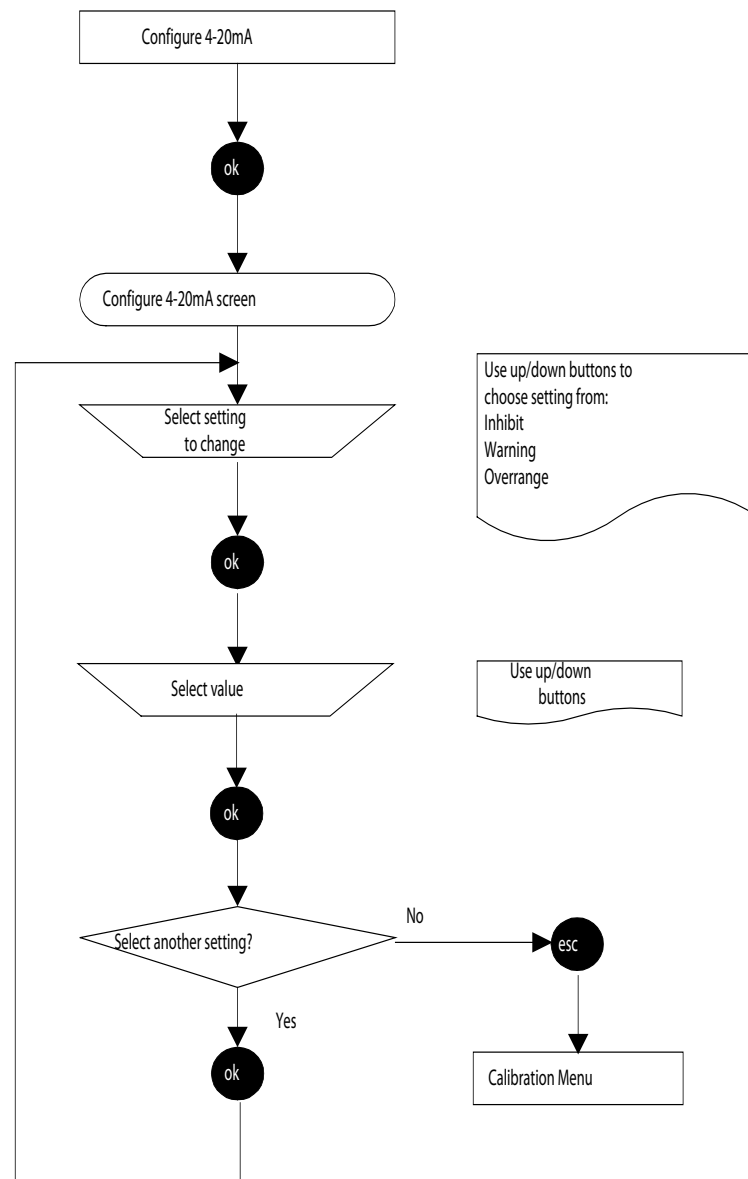 Configure 4-20mA
ok
Configure 4-20mA screen
Select setting
to change
Use up/down buttons to
choose setting from:
Inhibit
Warning
Overrange
ok
Select value
Use up/down
buttons
ok
Select another setting?
No
esc
Yes
ok
Calibration Menu